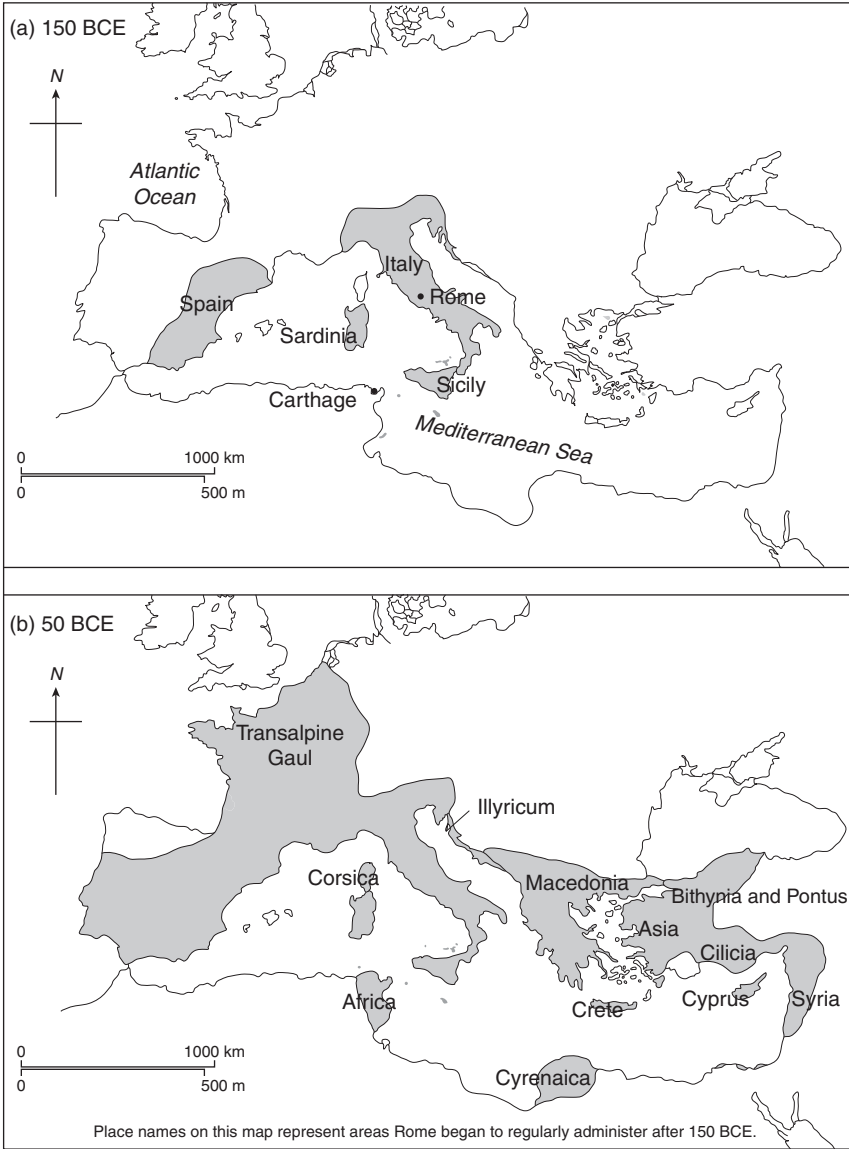 (a) 150 BCE
N
Atlantic
Ocean
Italy
Rome
Spain
Sardinia
Sicily
Carthage
Mediterranean Sea
0 1000 km
0 500 m
(b) 50 BCE
N
Transalpine
Gaul
Illyricum
Corsica
Macedonia
Bithynia and Pontus
Asia
Cilicia
Africa
Crete
Cyprus
Syria
0 1000 km
0 500 m
Cyrenaica
Place names on this map represent areas Rome began to regularly administer after 150 BCE.